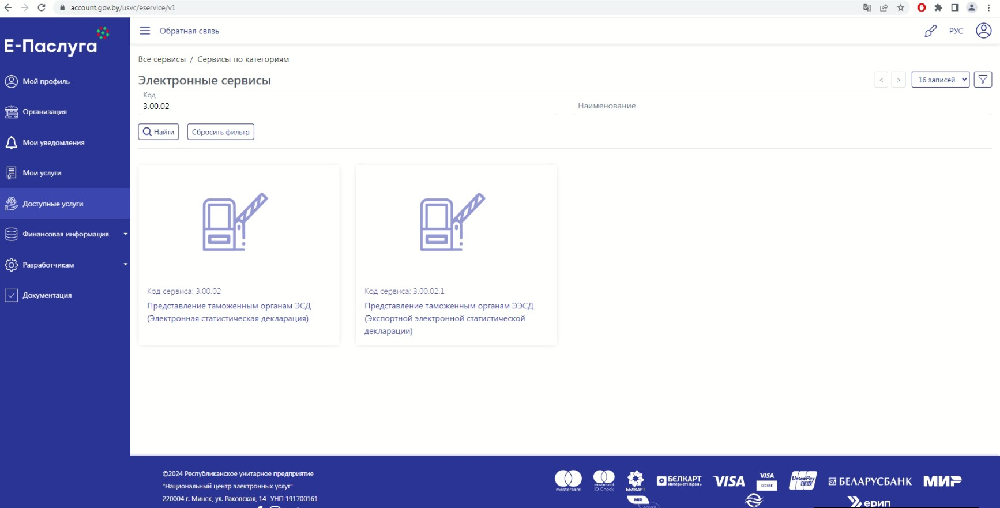 account.gov.by/usvc/eservice/v1
Е-Паслуга
Обратная связь
РУС
Мой профиль
Организация
Мои уведомления
Мои услуги
Доступные услуги
Финансовая информация
Разработчикам
Документация
Все сервисы / Сервисы по категориям
Электронные сервисы
< > 16 записей
Код
3.00.02
Наименование
Найти Сбросить фильтр
Код сервиса: 3.00.02
Представление таможенным органам ЭСД
(Электронная статистическая декларация)
Код сервиса: 3.00.02.1
Представление таможенным органам ЭЭСД
(Экспортной электронной статистической
декларации)
©2024 Республиканское унитарное предприятие
"Национальный центр электронных услуг"
220004 г. Минск, ул. Раковская, 14 УНП 191700161
mastercard.
mastercard
ID Check
БЕЛКАРТ
БЕЛКАРТ
ИнтернетПароль
VISA
VISA
SECURE
UnionPay
银联
БЕЛАРУСБАНК
МИР
MIR
Accept
ерип